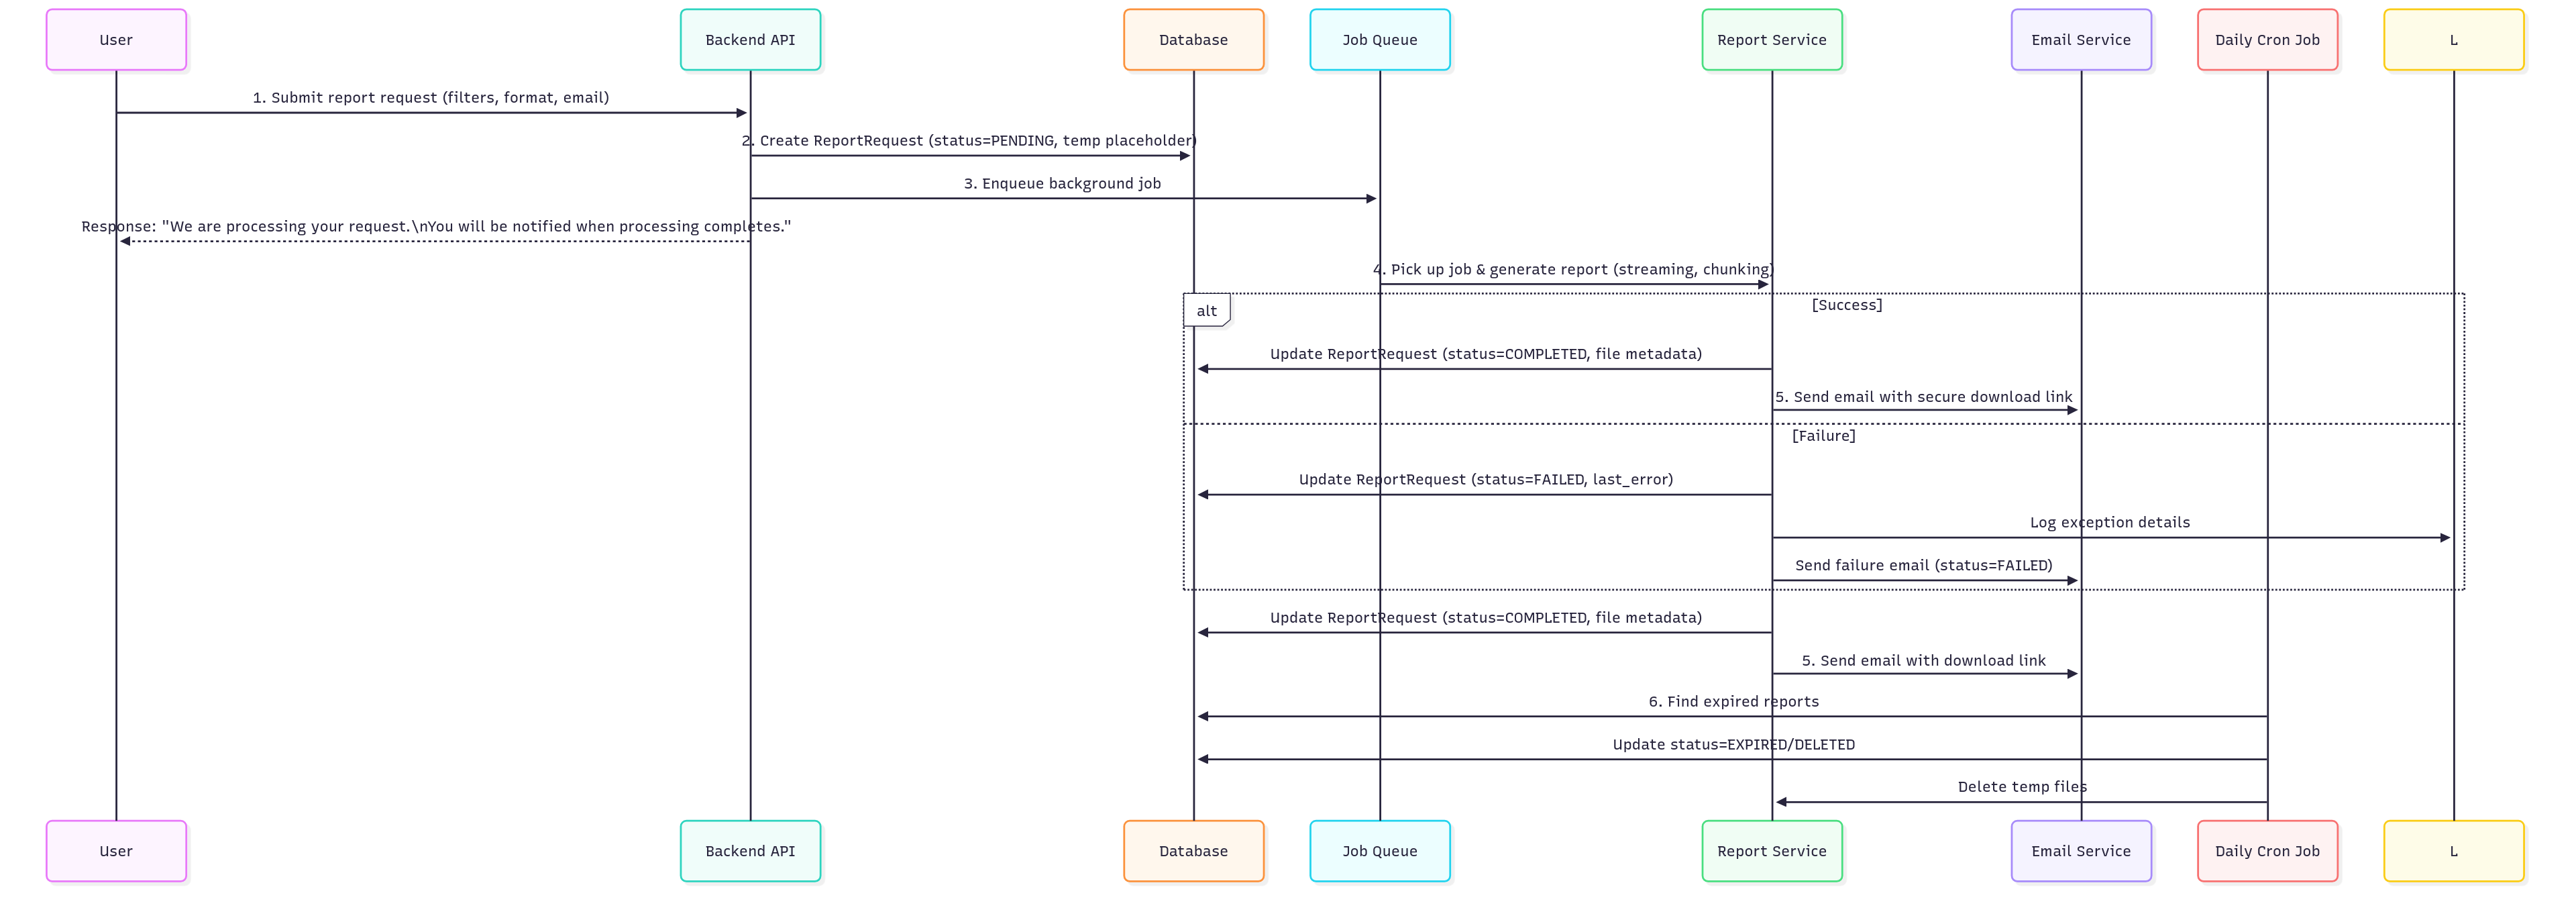 User
Backend API
Database
Job Queue
Report Service
Email Service
Daily Cron Job
L
1. Submit report request (filters, format, email)
2. Create ReportRequest (status=PENDING, temp placeholder)
3. Enqueue background job
Response: "We are processing your request.\nYou will be notified when processing completes."
4. Pick up job & generate report (streaming, chunking)
alt
[Success]
Update ReportRequest (status=COMPLETED, file metadata)
5. Send email with secure download link
[Failure]
Update ReportRequest (status=FAILED, last_error)
Log exception details
Send failure email (status=FAILED)
Update ReportRequest (status=COMPLETED, file metadata)
5. Send email with download link
6. Find expired reports
Update status=EXPIRED/DELETED
Delete temp files
User
Backend API
Database
Job Queue
Report Service
Email Service
Daily Cron Job
L